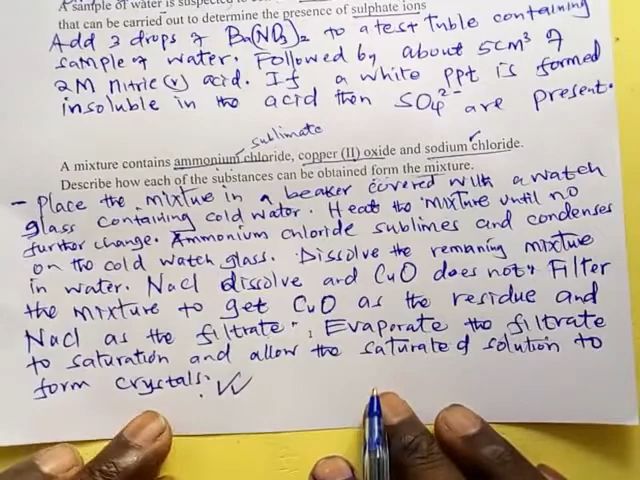 A sample of water is suspected to
that can be carried out to determine the presence of sulphate ions
Add 3 drops of Ba(NO3)2 to a test tube containing
sample of water. Followed by about 5cm³ of
2M nitric (V) acid. If a white ppt is formed
insoluble in the acid then SO4²⁻ are present.
sublimate
A mixture contains ammonium chloride, copper (II) oxide and sodium chloride.
Describe how each of the substances can be obtained form the mixture.
- Place the mixture in a beaker covered with a watch
glass containing cold water. Heat the mixture until no
further change. Ammonium chloride sublimes and condenses
on the cold watch glass. Dissolve the remaning mixture
in water. Nacl dissolve and CuO does not. Filter
the mixture to get CuO as the residue and
Nacl as the filtrate. Evaporate the filtrate
to saturation and allow the saturated solution to
form crystals.